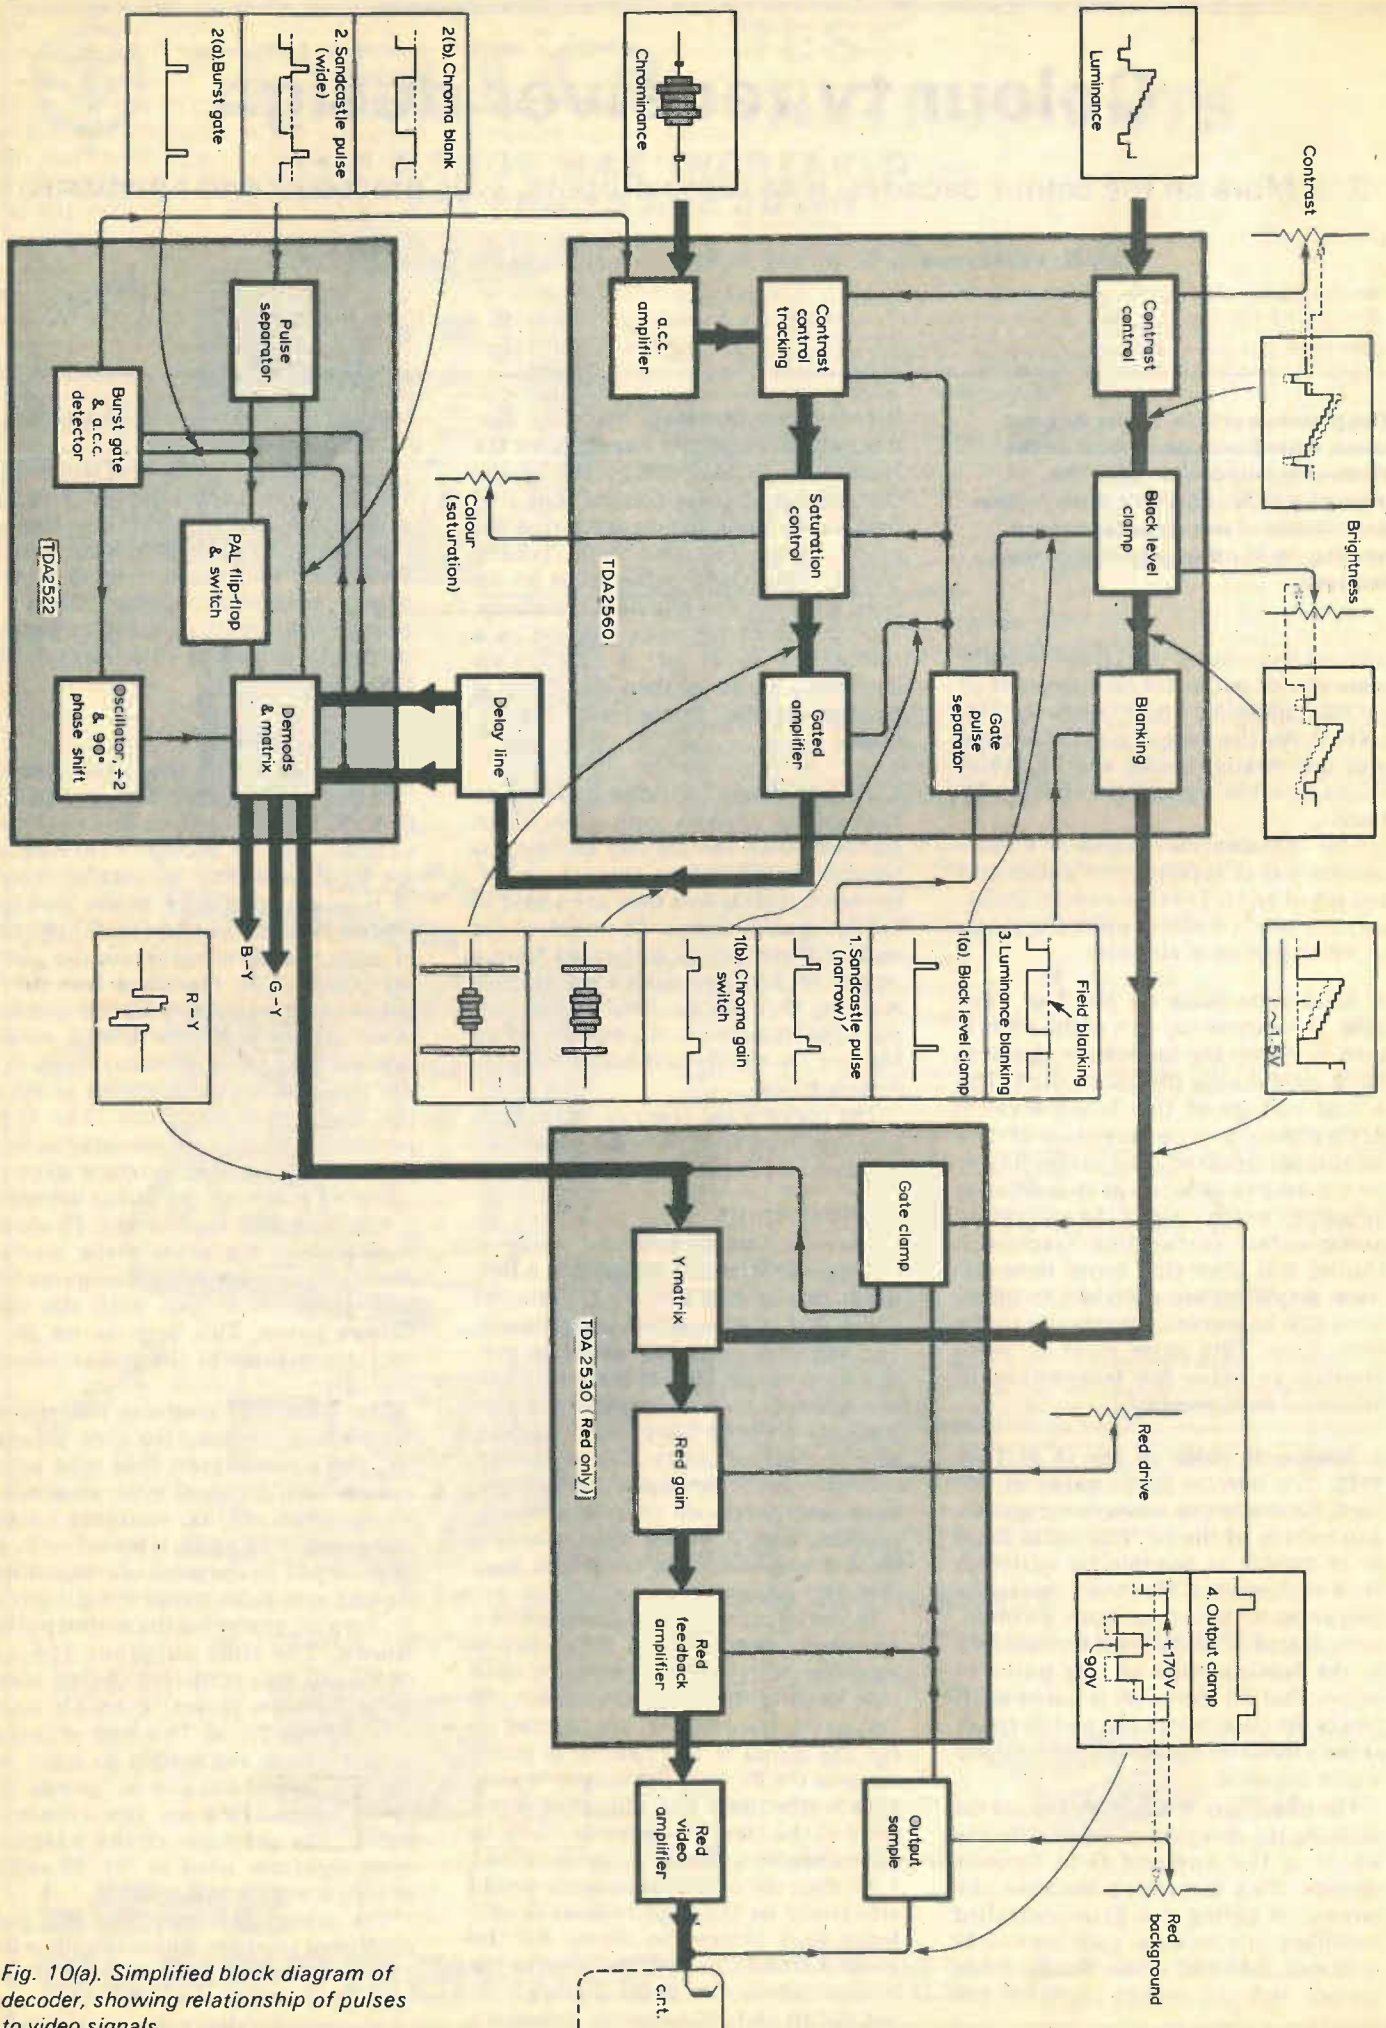 Luminance
Contrast
Contrast
control
Black level
clamp
Brightness
Blanking
~1.5V
Chrominance
a.c.c.
amplifier
Contrast
control
tracking
Saturation
control
Gated
amplifier
Gate
pulse
separator
TDA2560
Colour
(saturation)
Delay line
2(b). Chroma blank
2. Sandcastle pulse
(wide)
2(a).Burst gate
Pulse
separator
Burst gate
& a.c.c.
detector
PAL flip-flop
& switch
TDA2522
Demods
& matrix
Oscillator, ÷2
& 90°
phase shift
B-Y
G-Y
R-Y
Field blanking
3. Luminance blanking
1(a). Black level clamp
1.Sandcastle pulse
(narrow)
1(b). Chroma gain
switch
Gate clamp
Y matrix
Red gain
Red
feedback
amplifier
TDA2530 (Red only)
Red drive
4. Output clamp
+170V
90V
Output
sample
Red
background
Red
video
amplifier
c.r.t.
Fig. 10(a). Simplified block diagram of
decoder, showing relationship of pulses
to video signals